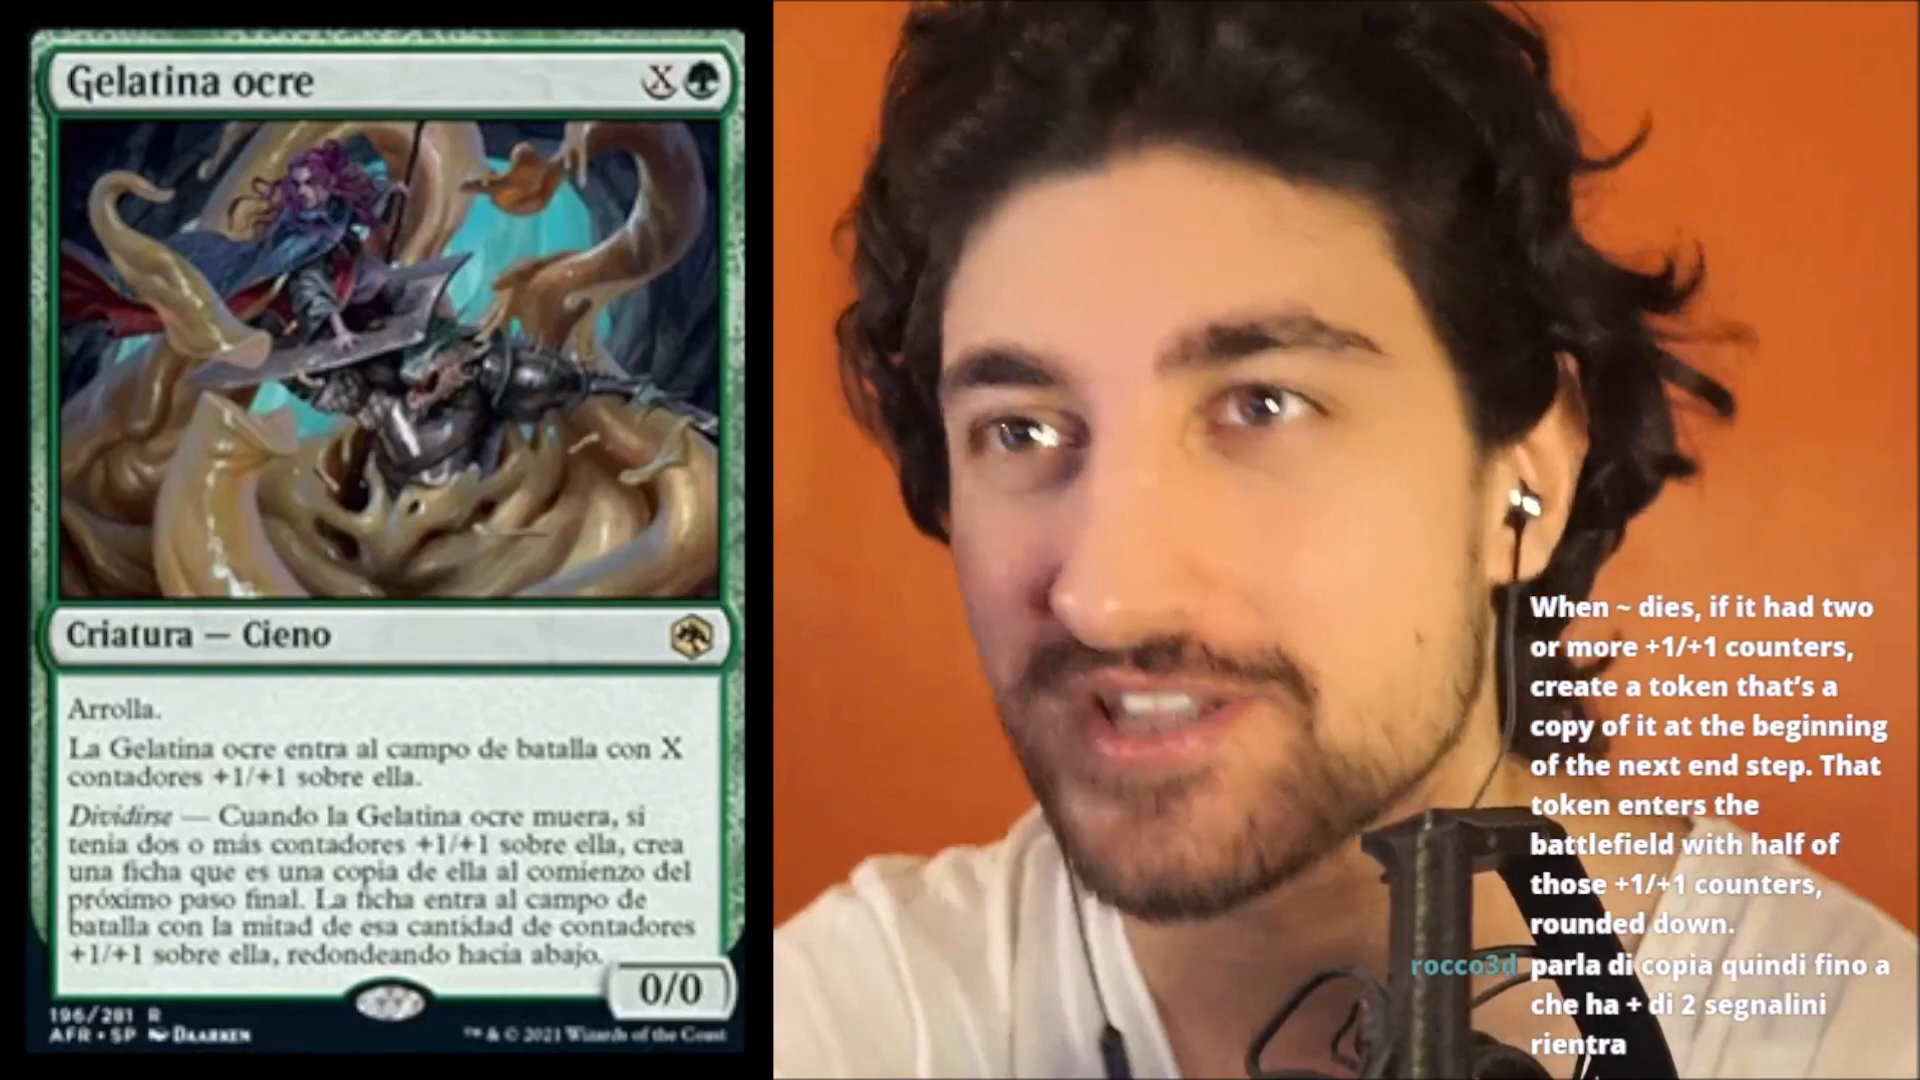 Gelatina ocre X
Criatura — Cieno
Arrolla.
La Gelatina ocre entra al campo de batalla con X
contadores +1/+1 sobre ella.
Dividirse — Cuando la Gelatina ocre muera, si
tenía dos o más contadores +1/+1 sobre ella, crea
una ficha que es una copia de ella al comienzo del
próximo paso final. La ficha entra al campo de
batalla con la mitad de esa cantidad de contadores
+1/+1 sobre ella, redondeando hacia abajo.
0/0
196/281 R
AFR • SP DAARKEN
™ & © 2021 Wizards of the Coast
When ~ dies, if it had two
or more +1/+1 counters,
create a token that's a
copy of it at the beginning
of the next end step. That
token enters the
battlefield with half of
those +1/+1 counters,
rounded down.
rocco3d parla di copia quindi fino a
che ha + di 2 segnalini
rientra